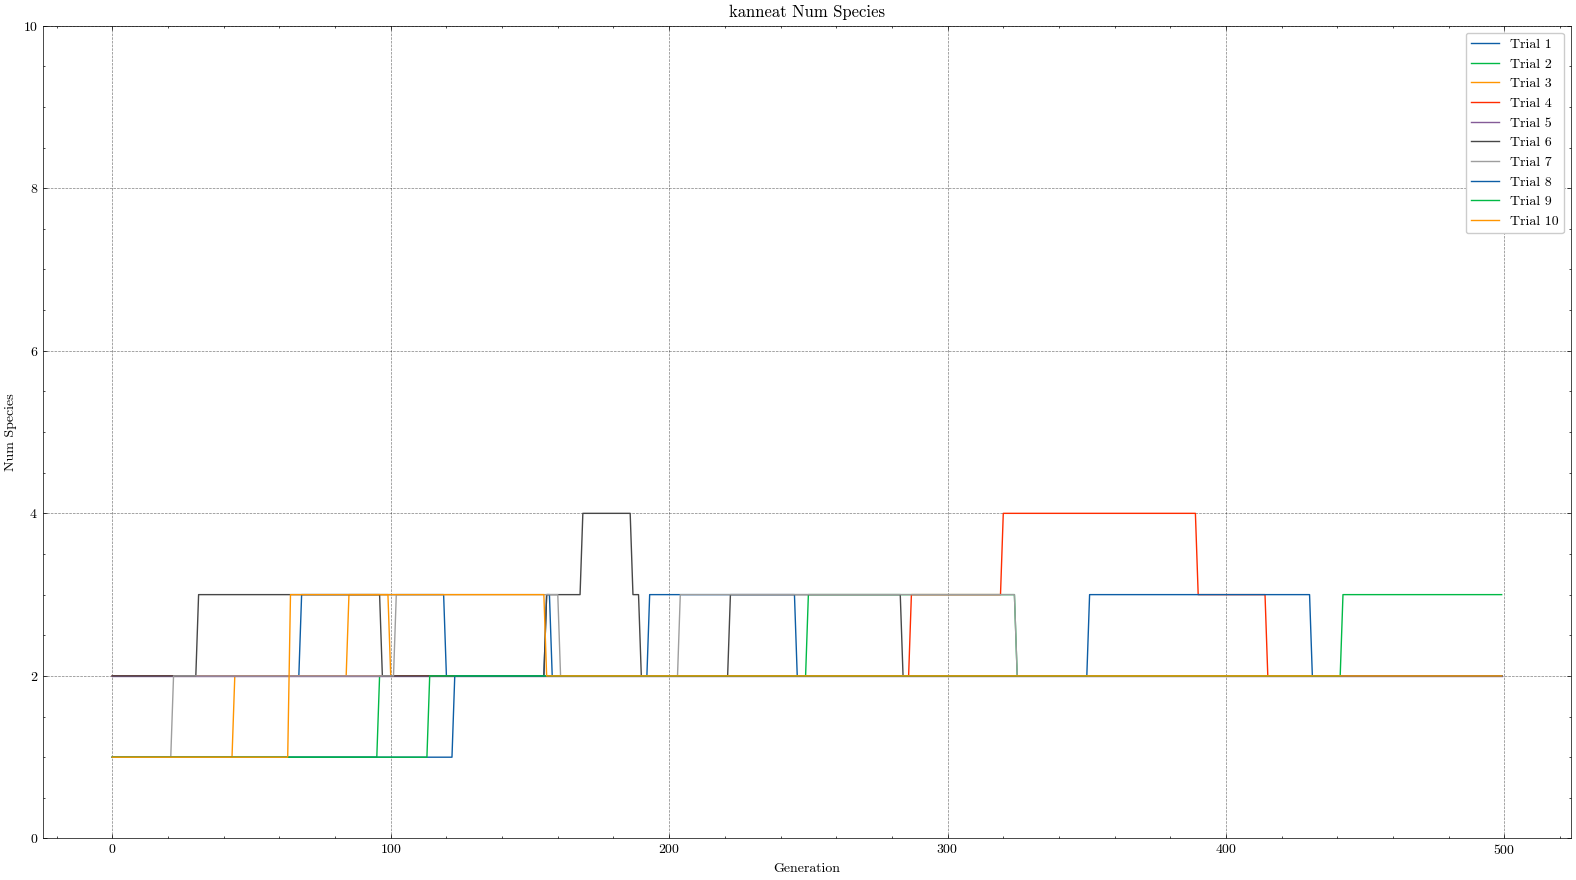 kanneat Num Species
10
8
6
4
2
0
Num Species
0
100
200
300
400
500
Generation
Trial 1
Trial 2
Trial 3
Trial 4
Trial 5
Trial 6
Trial 7
Trial 8
Trial 9
Trial 10